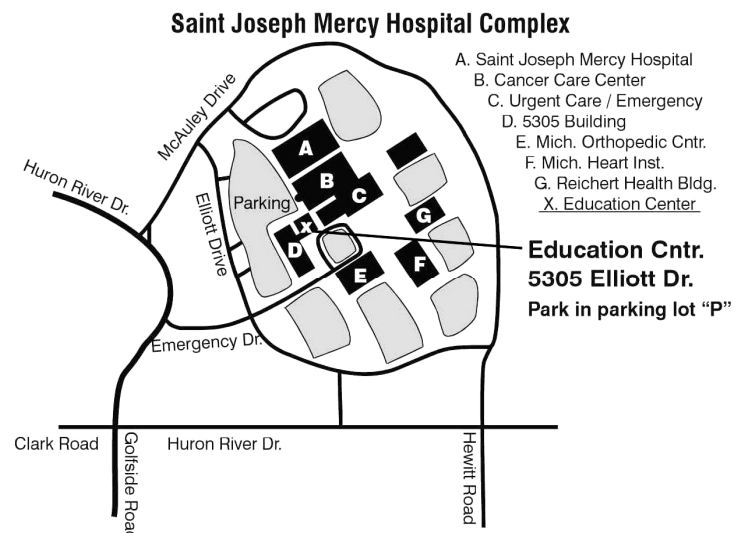 Saint Joseph Mercy Hospital Complex
A. Saint Joseph Mercy Hospital
B. Cancer Care Center
C. Urgent Care / Emergency
D. 5305 Building
E. Mich. Orthopedic Cntr.
F. Mich. Heart Inst.
G. Reichert Health Bldg.
X. Education Center
McAuley Drive
Huron River Dr.
Elliott Drive
Parking
A
B
C
X
D
G
E
F
Education Cntr.
5305 Elliott Dr.
Park in parking lot “P”
Emergency Dr.
Clark Road
Golfside Road
Huron River Dr.
Hewitt Road